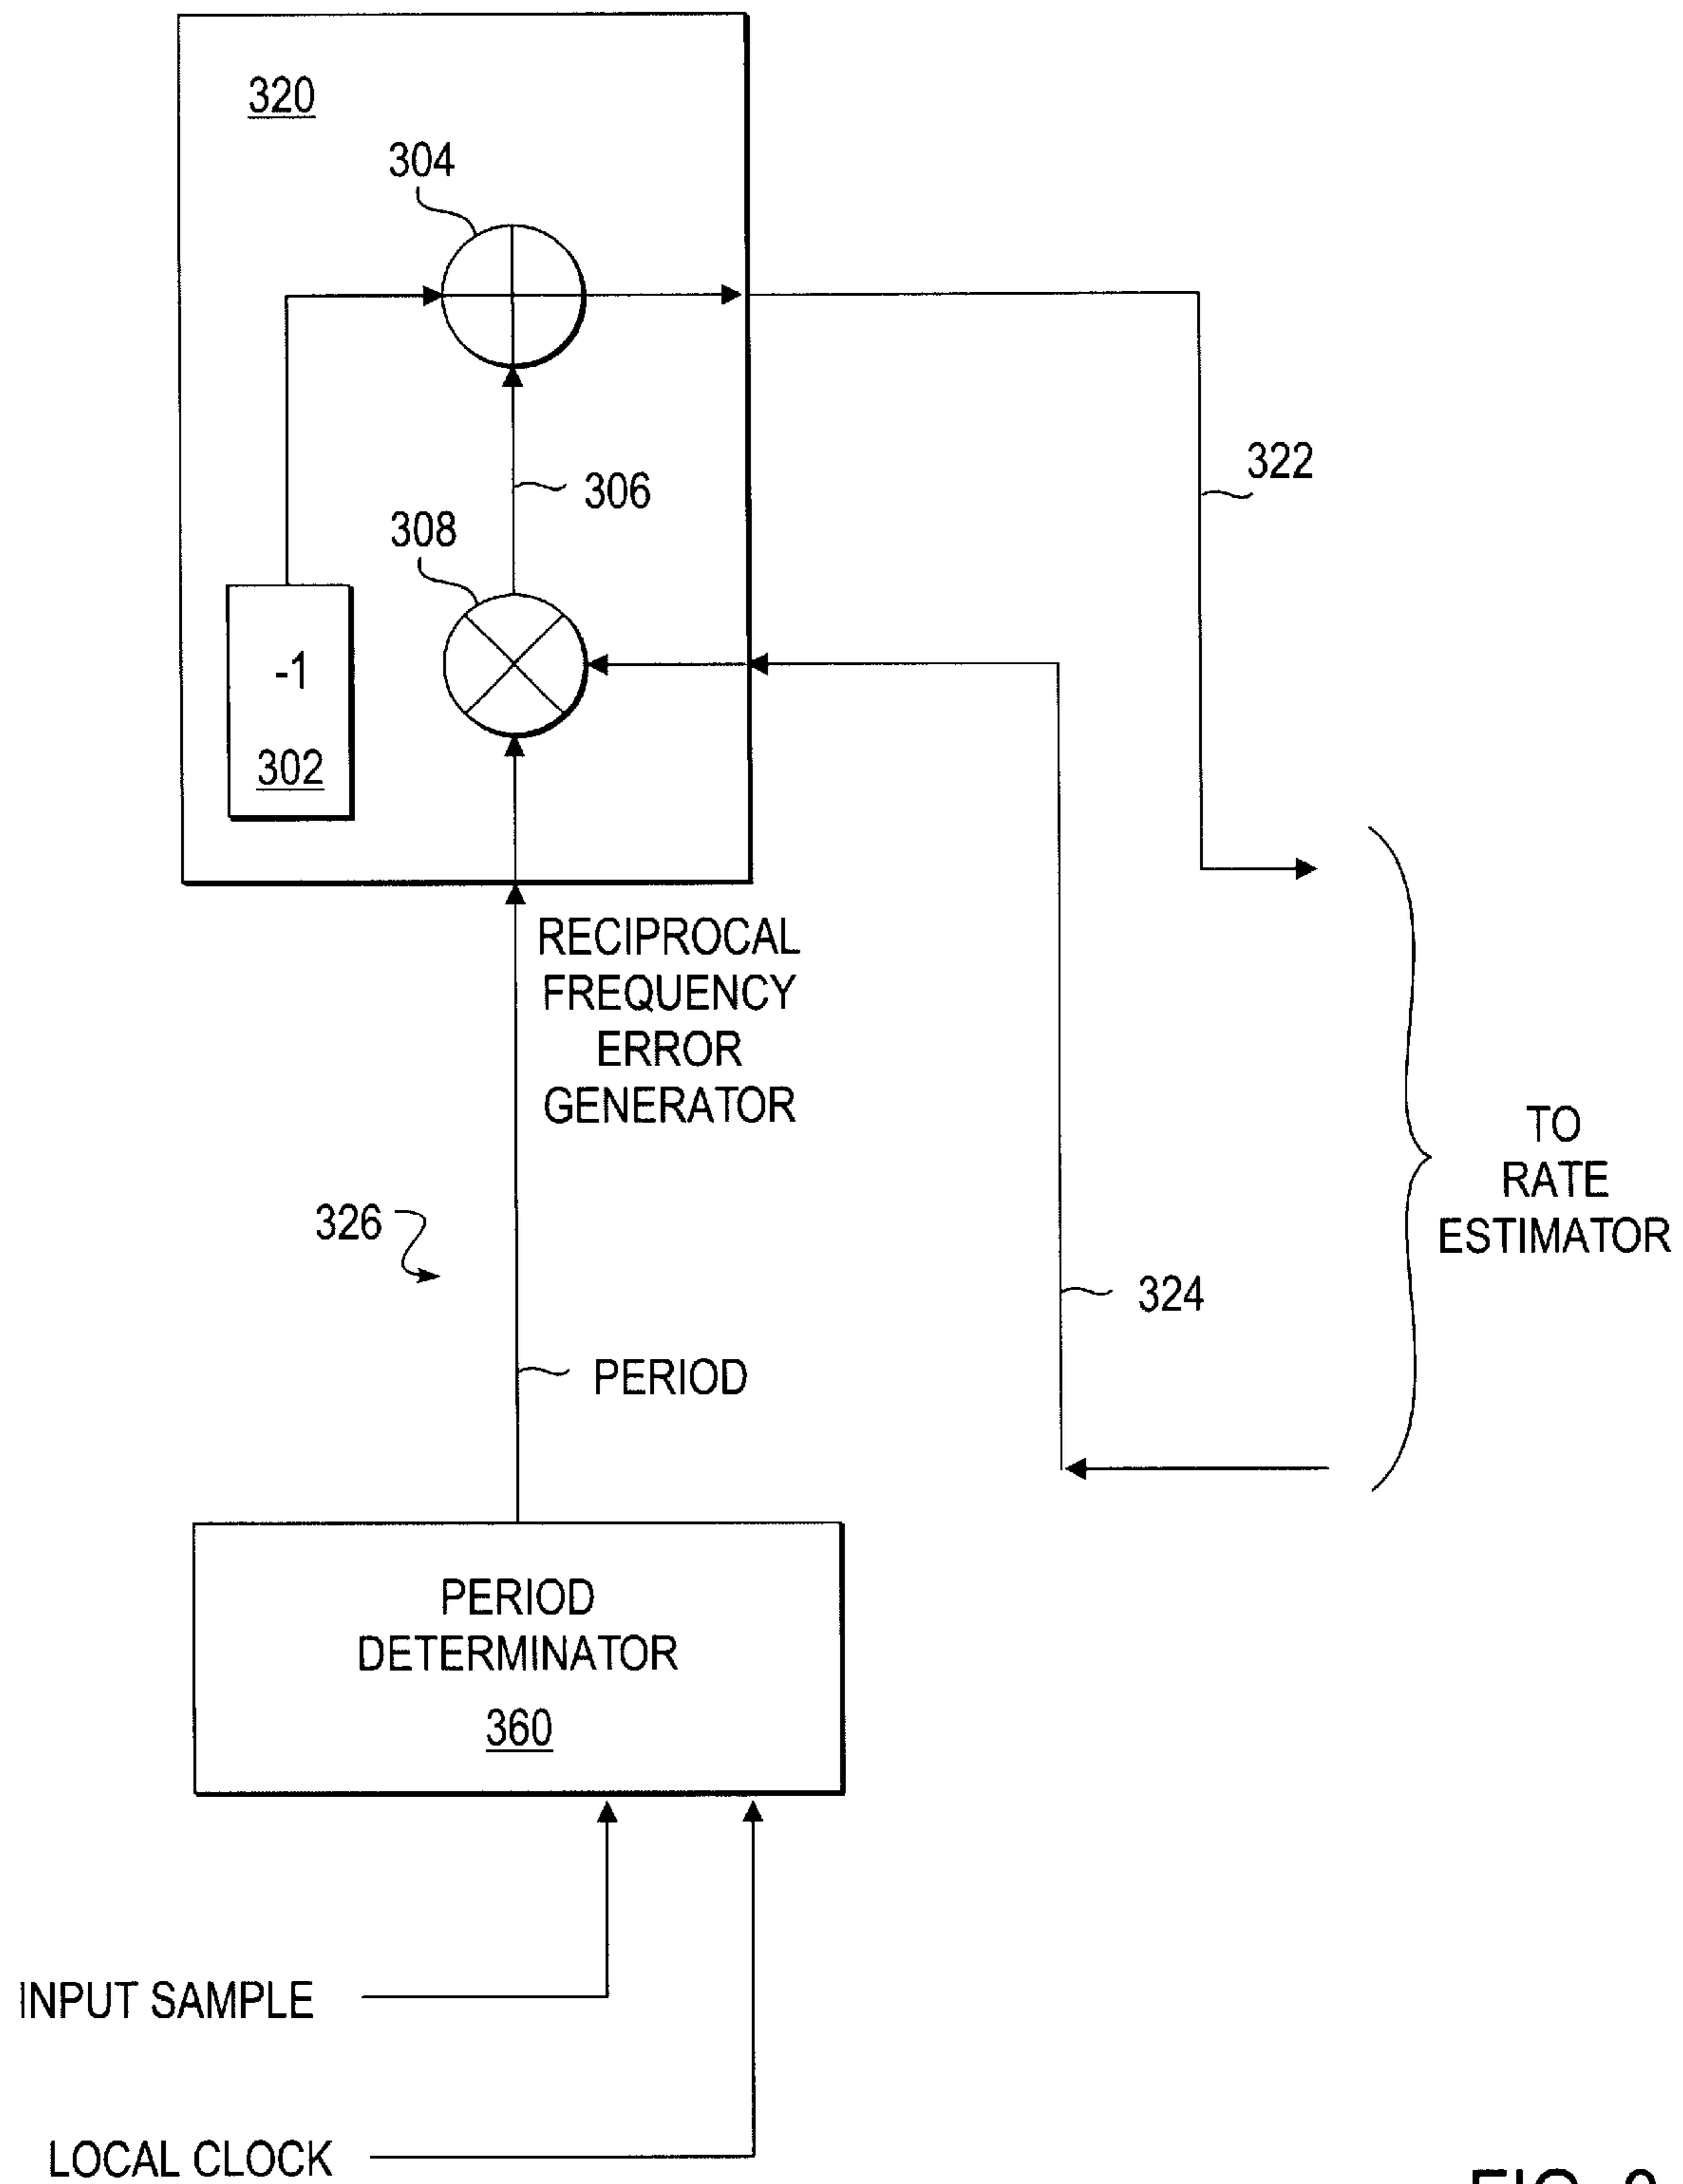 320
304
306
322
308
-1
302
RECIPROCAL
FREQUENCY
ERROR
GENERATOR
TO
RATE
ESTIMATOR
326
324
PERIOD
PERIOD
DETERMINATOR
360
INPUT SAMPLE
LOCAL CLOCK